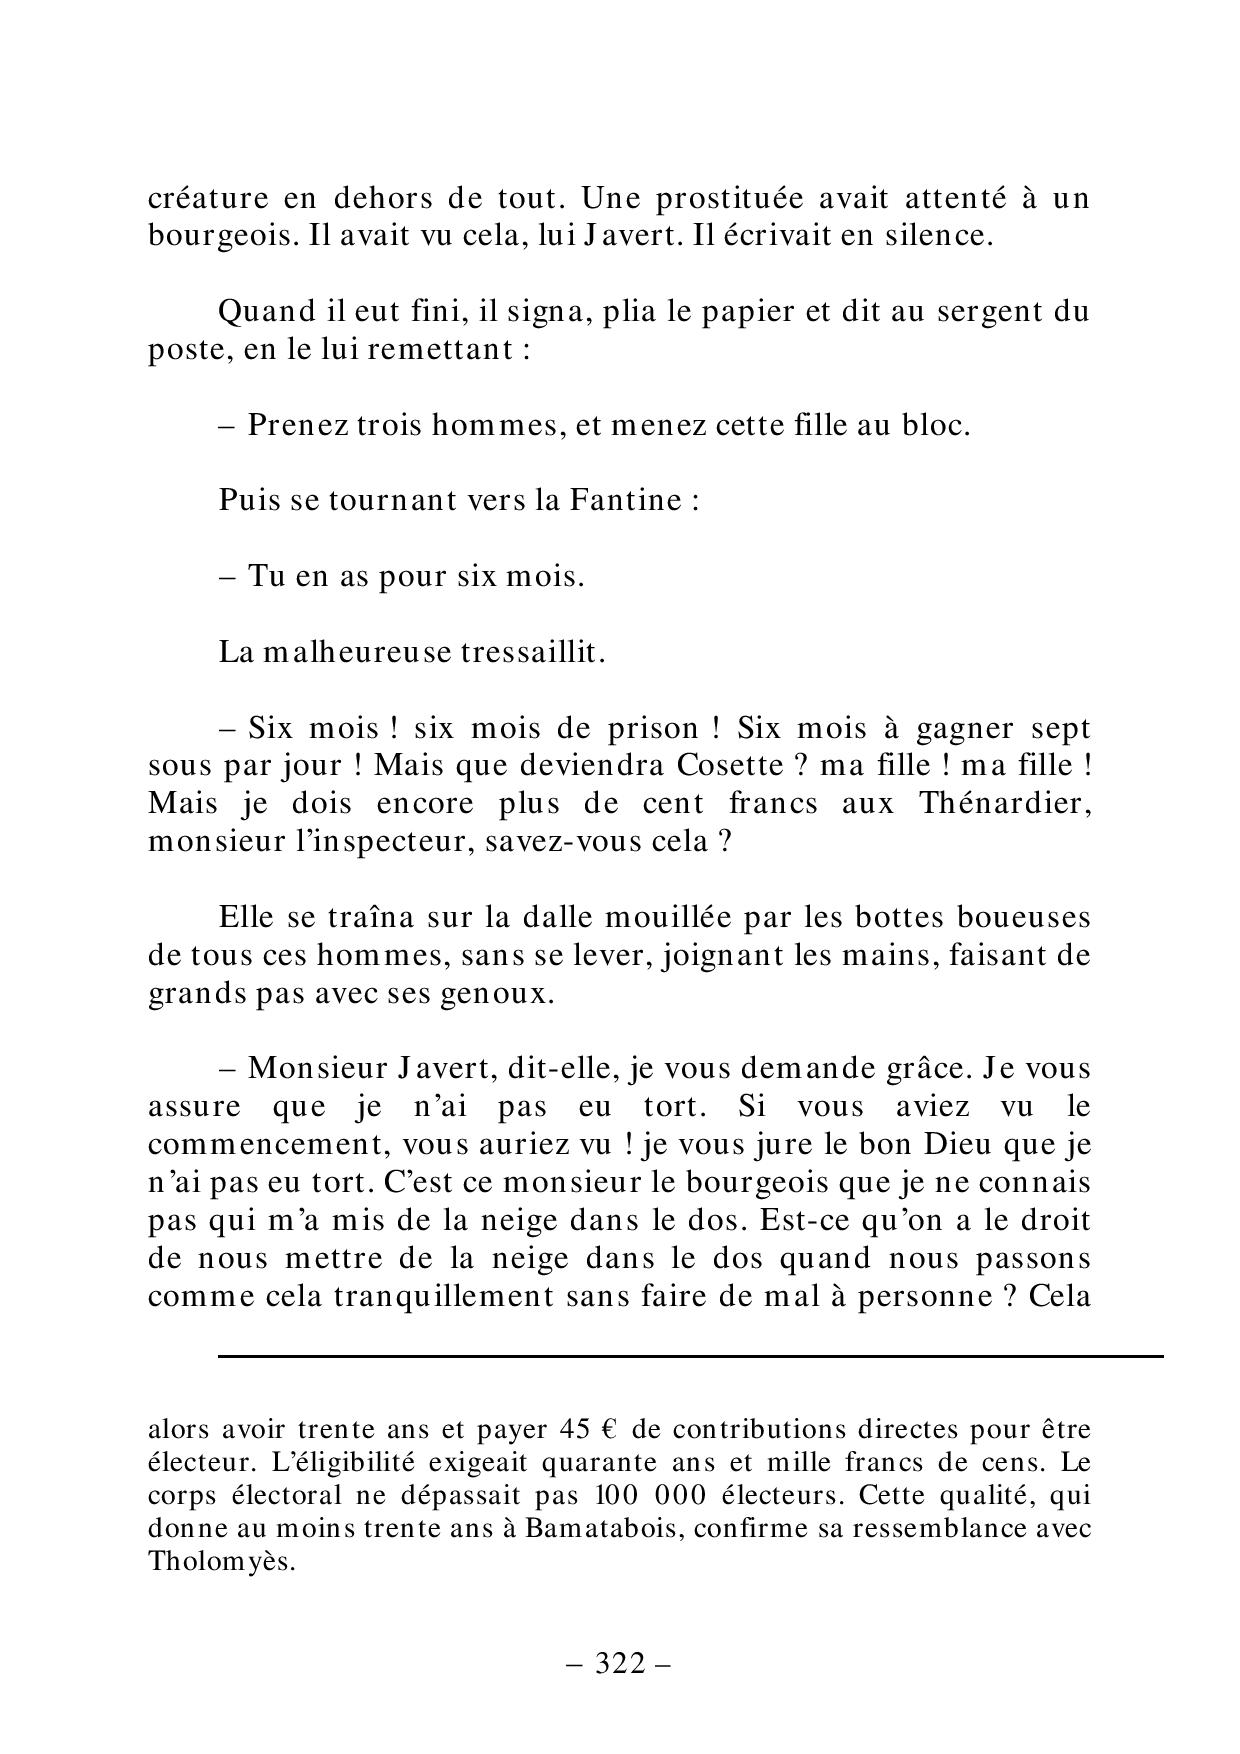 créature en dehors de tout. Une prostituée avait attenté à un
bourgeois. Il avait vu cela, lui Javert. Il écrivait en silence.
Quand il eut fini, il signa, plia le papier et dit au sergent du
poste, en le lui remettant :
– Prenez trois hommes, et menez cette fille au bloc.
Puis se tournant vers la Fantine :
– Tu en as pour six mois.
La malheureuse tressaillit.
– Six mois ! six mois de prison ! Six mois à gagner sept
sous par jour ! Mais que deviendra Cosette ? ma fille ! ma fille !
Mais je dois encore plus de cent francs aux Thénardier,
monsieur l’inspecteur, savez-vous cela ?
Elle se traîna sur la dalle mouillée par les bottes boueuses
de tous ces hommes, sans se lever, joignant les mains, faisant de
grands pas avec ses genoux.
– Monsieur Javert, dit-elle, je vous demande grâce. Je vous
assure que je n’ai pas eu tort. Si vous aviez vu le
commencement, vous auriez vu ! je vous jure le bon Dieu que je
n’ai pas eu tort. C’est ce monsieur le bourgeois que je ne connais
pas qui m’a mis de la neige dans le dos. Est-ce qu’on a le droit
de nous mettre de la neige dans le dos quand nous passons
comme cela tranquillement sans faire de mal à personne ? Cela
alors avoir trente ans et payer 45 € de contributions directes pour être
électeur. L’éligibilité exigeait quarante ans et mille francs de cens. Le
corps électoral ne dépassait pas 100 000 électeurs. Cette qualité, qui
donne au moins trente ans à Bamatabois, confirme sa ressemblance avec
Tholomyès.
– 322 –